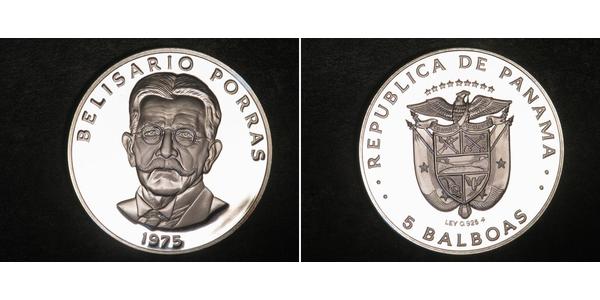 BELISARIO PORRAS
1975
REPUBLICA DE PANAMA
LEY 0.925
5 BALBOAS